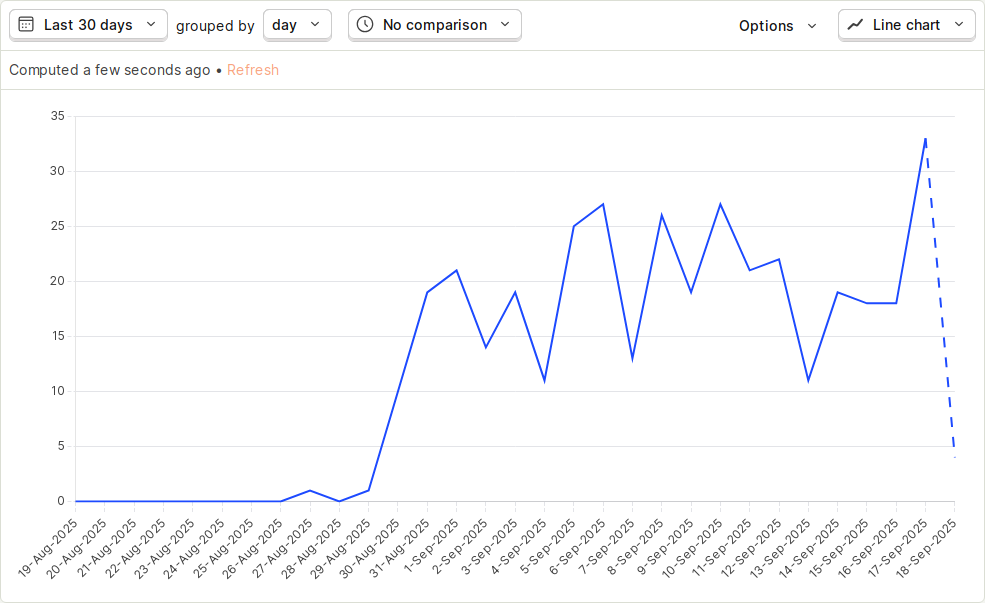 Last 30 days grouped by day No comparison Options Line chart
Computed a few seconds ago • Refresh
35
30
25
20
15
10
5
0
19-Aug-2025
20-Aug-2025
21-Aug-2025
22-Aug-2025
23-Aug-2025
24-Aug-2025
25-Aug-2025
26-Aug-2025
27-Aug-2025
28-Aug-2025
29-Aug-2025
30-Aug-2025
31-Aug-2025
1-Sep-2025
2-Sep-2025
3-Sep-2025
4-Sep-2025
5-Sep-2025
6-Sep-2025
7-Sep-2025
8-Sep-2025
9-Sep-2025
10-Sep-2025
11-Sep-2025
12-Sep-2025
13-Sep-2025
14-Sep-2025
15-Sep-2025
16-Sep-2025
17-Sep-2025
18-Sep-2025